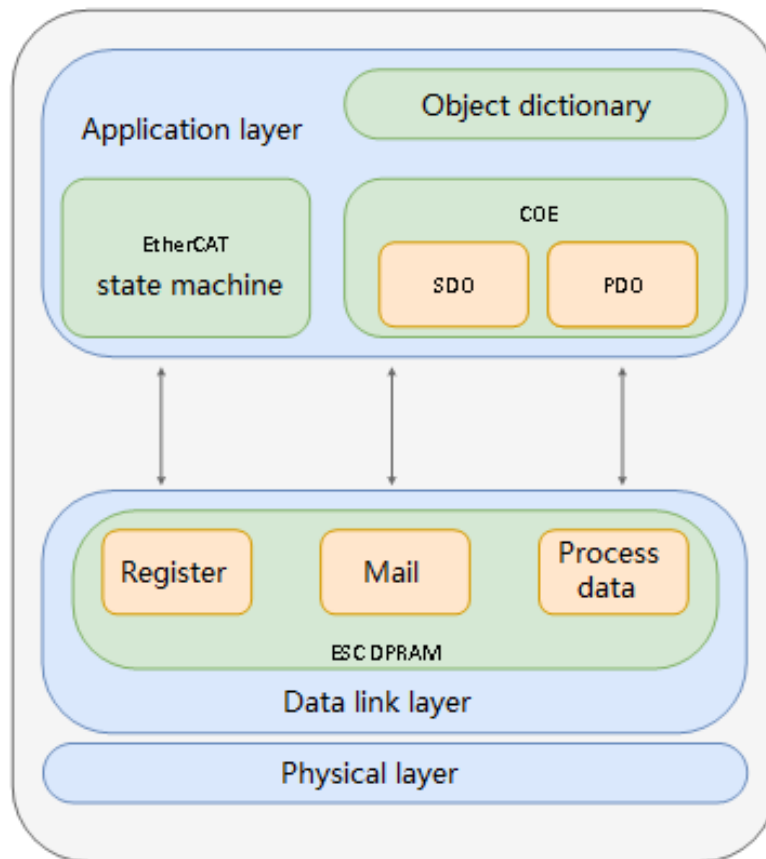 Object dictionary
Application layer
EtherCAT
state machine
COE
SDO
PDO
Register
Mail
Process
data
ESC DPRAM
Data link layer
Physical layer